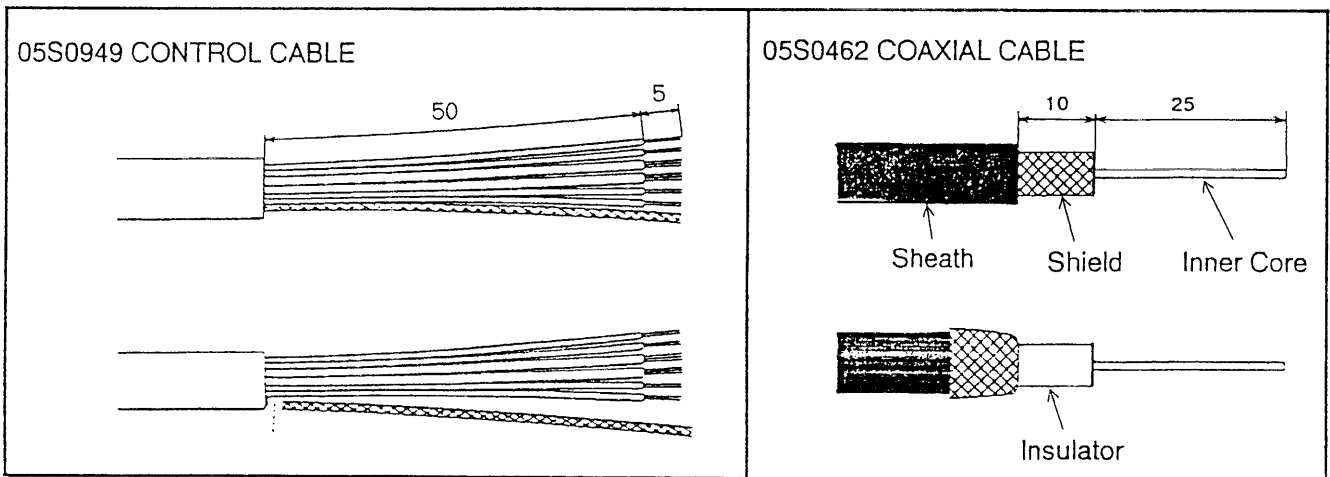 05S0949 CONTROL CABLE
50
5
05S0462 COAXIAL CABLE
10
25
Sheath
Shield
Inner Core
Insulator